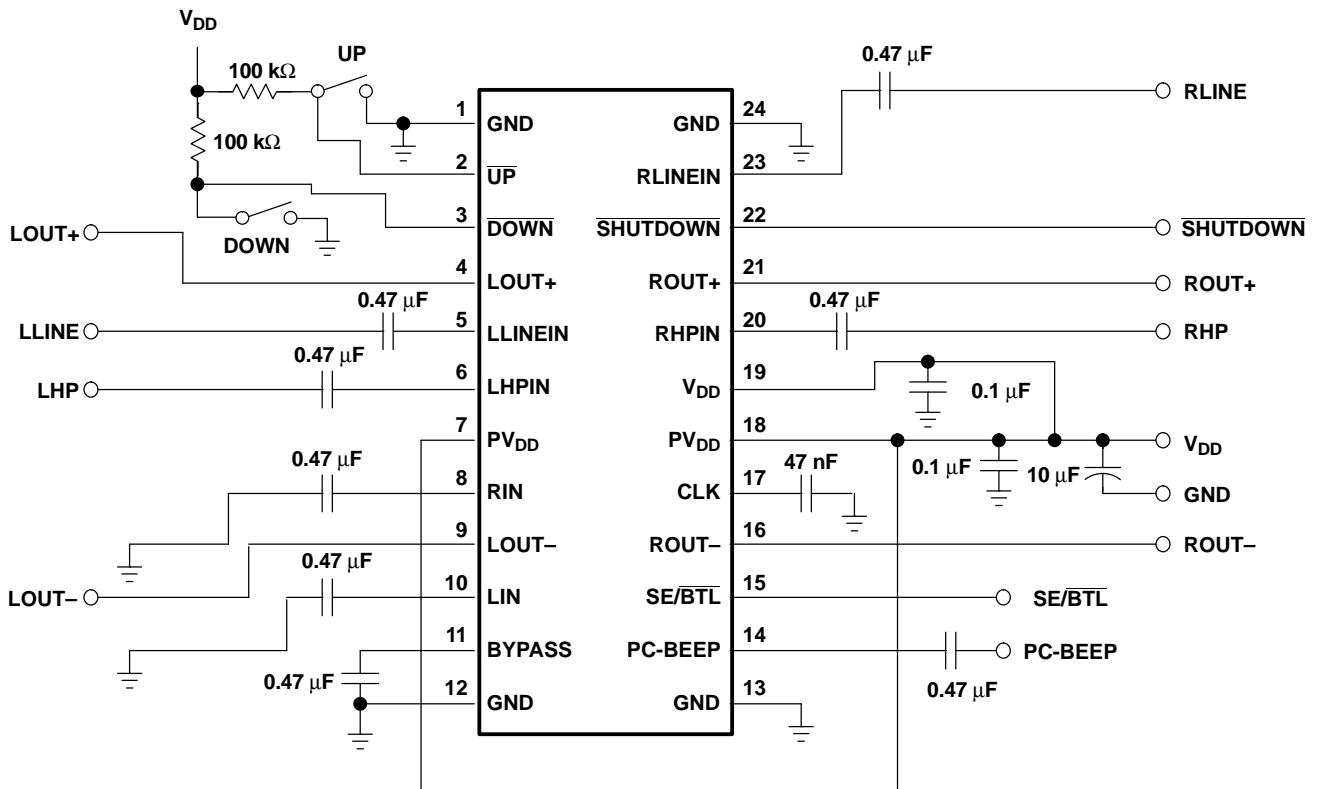 VDD
UP
100 kΩ
100 kΩ
DOWN
0.47 μF
RLINE
1 GND GND 24
2 UP RLINEIN 23
3 DOWN SHUTDOWN 22 SHUTDOWN
LOUT+ 4 LOUT+ ROUT+ 21 ROUT+
0.47 μF 0.47 μF
LLINE 5 LLINEIN RHPIN 20 RHP
0.47 μF
LHP 6 LHPIN VDD 19
0.1 μF
7 PVDD PVDD 18 VDD
0.47 μF 47 nF 0.1 μF 10 μF
8 RIN CLK 17 GND
9 LOUT– ROUT– 16 ROUT–
0.47 μF
LOUT– 10 LIN SE/BTL 15 SE/BTL
11 BYPASS PC-BEEP 14 PC-BEEP
0.47 μF 0.47 μF
12 GND GND 13